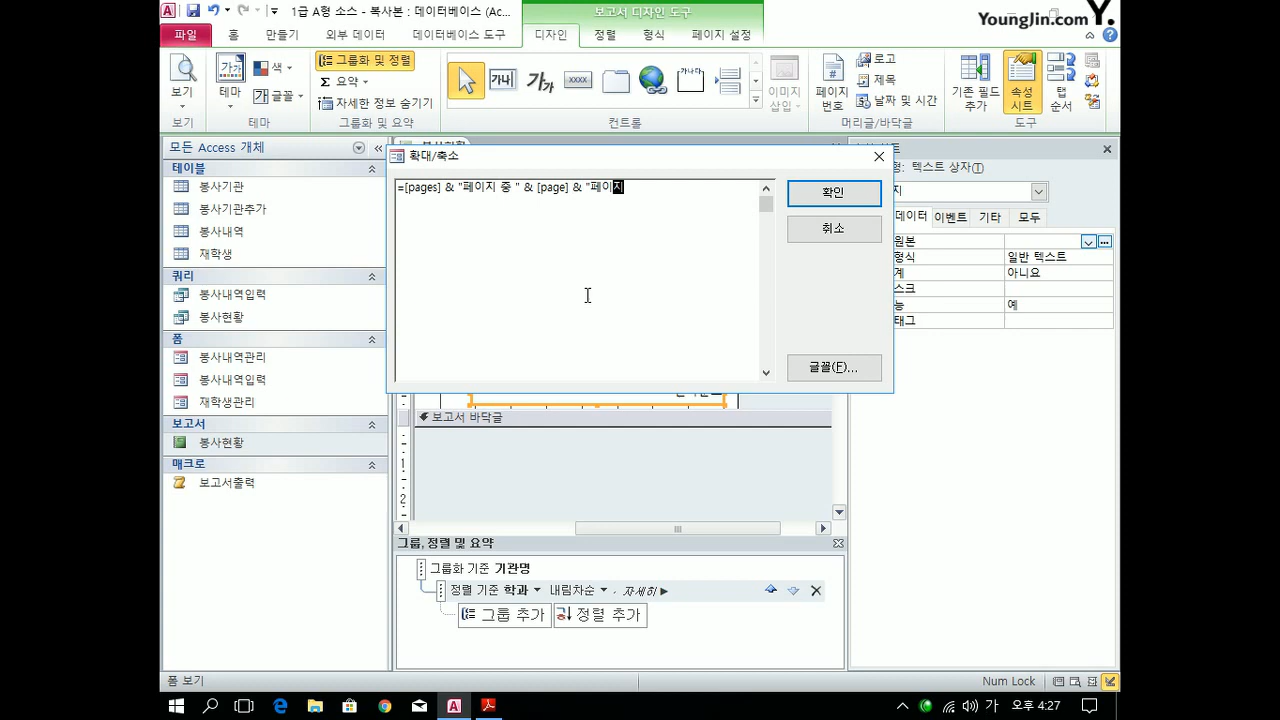 1급 A형 소스 - 복사본 : 데이터베이스 (Ac...
보고서 디자인 도구
YoungJin.com Y.
파일 홈 만들기 외부 데이터 데이터베이스 도구 디자인 정렬 형식 페이지 설정
보기
테마
색
글꼴
그룹화 및 정렬
Σ 요약
자세한 정보 숨기기
가나
가가
XXXX
이미지 삽입
페이지 번호
로고
제목
날짜 및 시간
기존 필드 추가
속성 시트
탭 순서
보기 테마 그룹화 및 요약 컨트롤 머리글/바닥글 도구
모든 Access 개체
테이블
봉사기관
봉사기관추가
봉사내역
재학생
쿼리
봉사내역입력
봉사현황
폼
봉사내역관리
봉사내역입력
재학생관리
보고서
봉사현황
매크로
보고서출력
확대/축소
=[pages] & "페이지 중 " & [page] & "페이지
확인
취소
글꼴(F)...
형: 텍스트 상자(T)
지
데이터 이벤트 기타 모두
원본
형식 일반 텍스트
계 아니요
스크
능 예
태그
보고서 바닥글
1
2
그룹, 정렬 및 요약
그룹화 기준 기관명
정렬 기준 학과 내림차순 , 자세히
그룹 추가 정렬 추가
폼 보기
Num Lock
가 오후 4:27